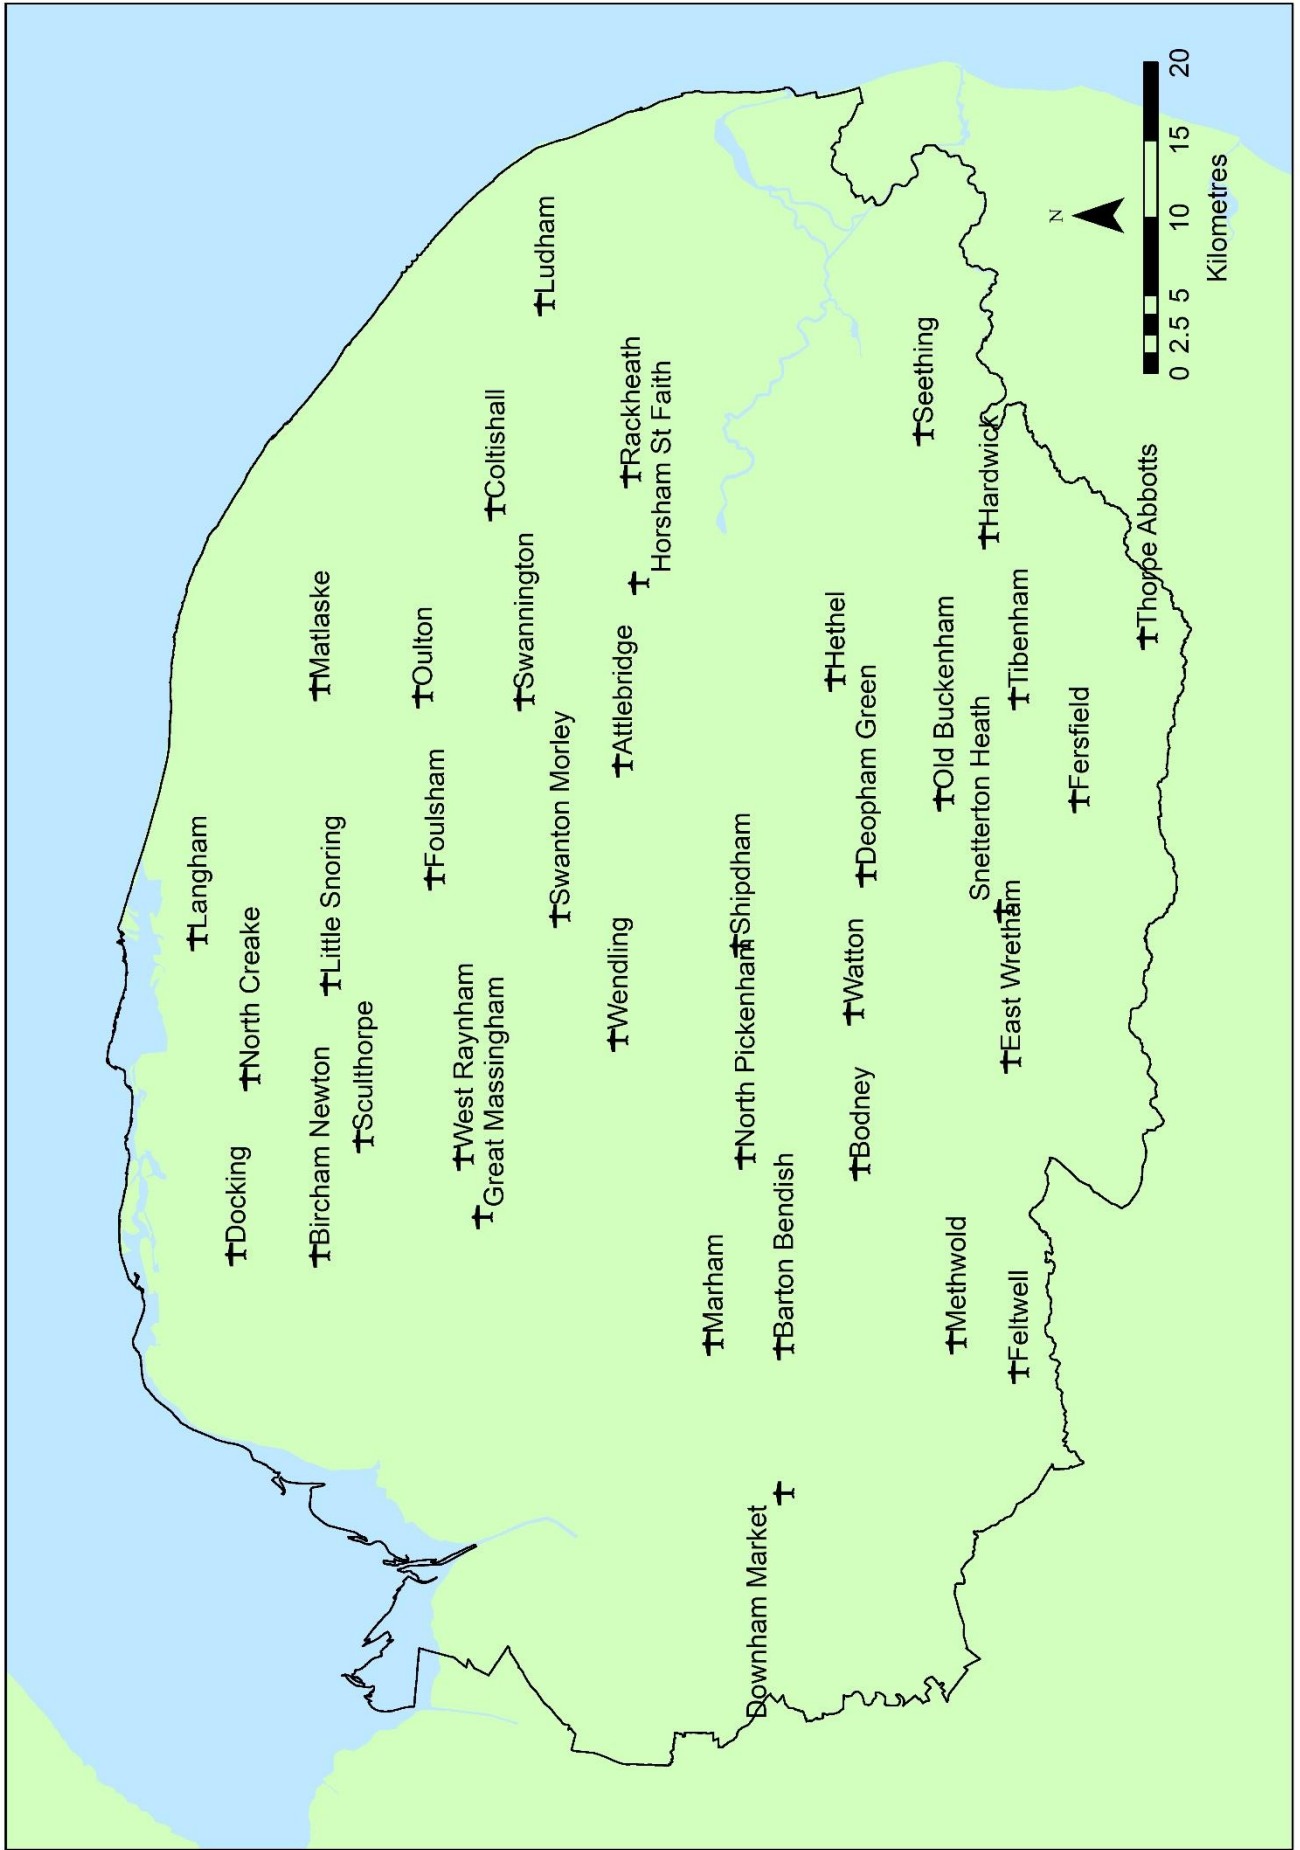 Langham
North Creake
Docking
Matlaske
Little Snoring
Bircham Newton
Sculthorpe
Oulton
Foulsham
West Raynham
Great Massingham
Coltishall
Swannington
Ludham
Swanton Morley
Wendling
Attlebridge
Rackheath
Horsham St Faith
Marham
North Pickenham
Shipdham
Downham Market
Barton Bendish
Hethel
Bodney
Watton
Deopham Green
Seething
Methwold
Old Buckenham
Snetterton Heath
Hardwick
Feltwell
East Wretham
Tibenham
Fersfield
Thorpe Abbotts
N
0 2.5 5 10 15 20
Kilometres